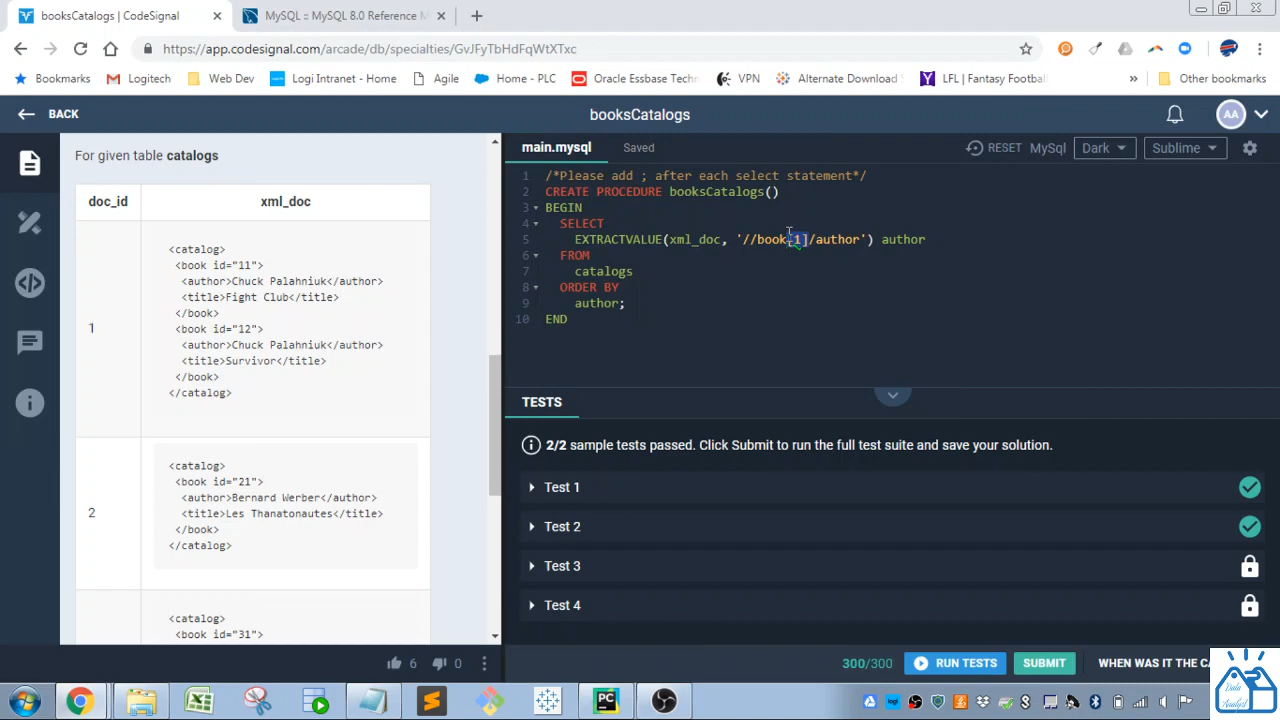 booksCatalogs | CodeSignal
MySQL :: MySQL 8.0 Reference M
https://app.codesignal.com/arcade/db/specialties/GvJFyTbHdFqWtXTxc
Bookmarks
Logitech
Web Dev
Logi Intranet - Home
Agile
Home - PLC
Oracle Essbase Techn
VPN
Alternate Download S
LFL | Fantasy Football
»
Other bookmarks
BACK
booksCatalogs
AA
For given table catalogs
doc_id
xml_doc
1
<catalog>
<book id="11">
<author>Chuck Palahniuk</author>
<title>Fight Club</title>
</book>
<book id="12">
<author>Chuck Palahniuk</author>
<title>Survivor</title>
</book>
</catalog>
2
<catalog>
<book id="21">
<author>Bernard Werber</author>
<title>Les Thanatonautes</title>
</book>
</catalog>
<catalog>
<book id="31">
6
0
main.mysql
Saved
RESET
MySql
Dark
Sublime
1 /*Please add ; after each select statement*/
2 CREATE PROCEDURE booksCatalogs()
3 BEGIN
4 SELECT
5 EXTRACTVALUE(xml_doc, '//book[1]/author') author
6 FROM
7 catalogs
8 ORDER BY
9 author;
10 END
TESTS
2/2 sample tests passed. Click Submit to run the full test suite and save your solution.
Test 1
Test 2
Test 3
Test 4
300/300
RUN TESTS
SUBMIT
WHEN WAS IT THE CA
PC
logi
Data
Analyst